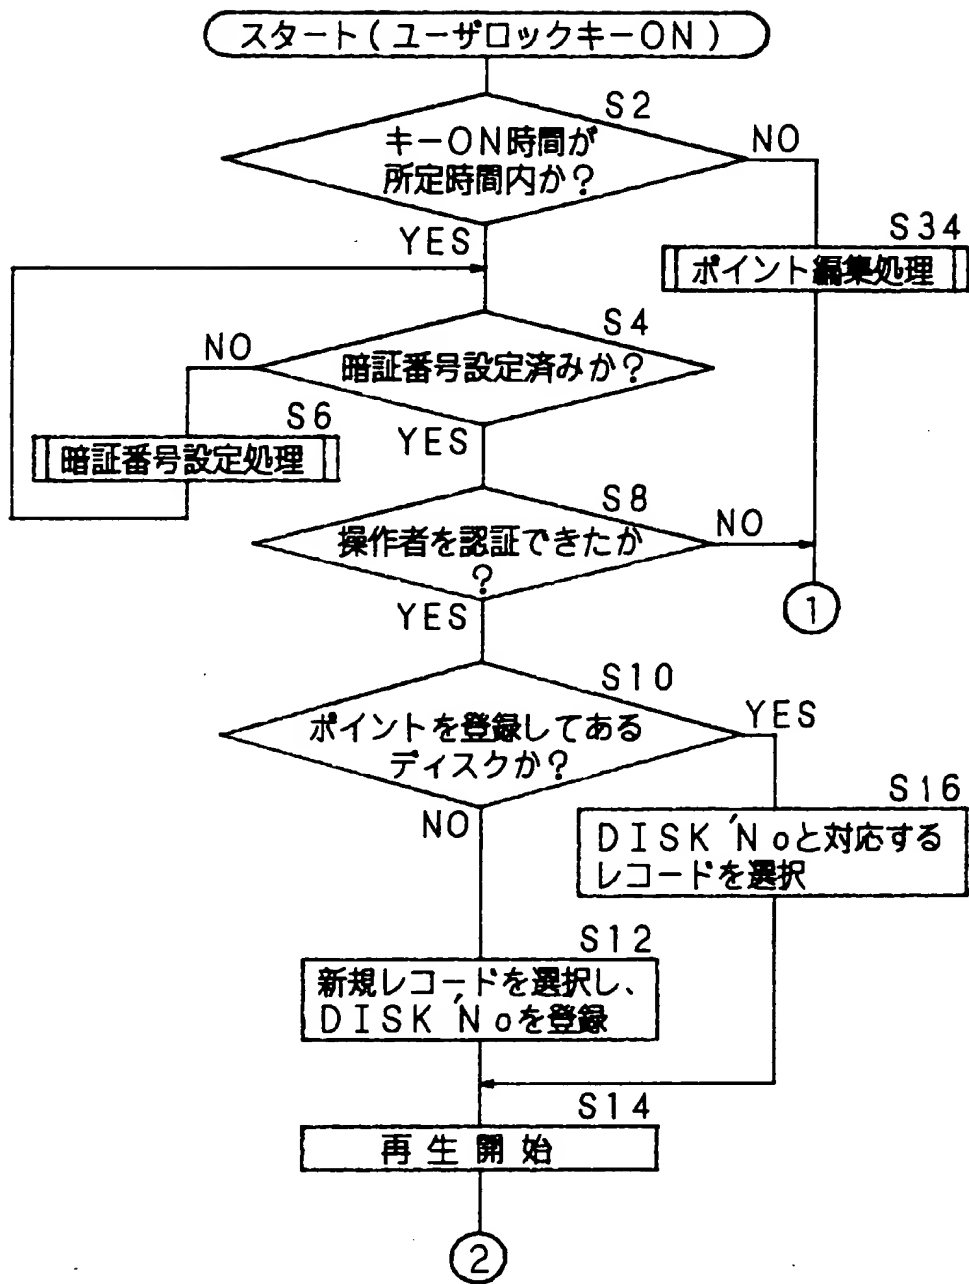 スタート(ユーザロックキーON)
S2
キーON時間が
所定時間内か?
NO
YES
S34
ポイント編集処理
S4
NO
暗証番号設定済みか?
S6
YES
暗証番号設定処理
S8
NO
操作者を認証できたか
?
1
YES
S10
YES
ポイントを登録してある
ディスクか?
S16
NO
DISK'Noと対応する
レコードを選択
S12
新規レコードを選択し、
DISK'Noを登録
S14
再生開始
2